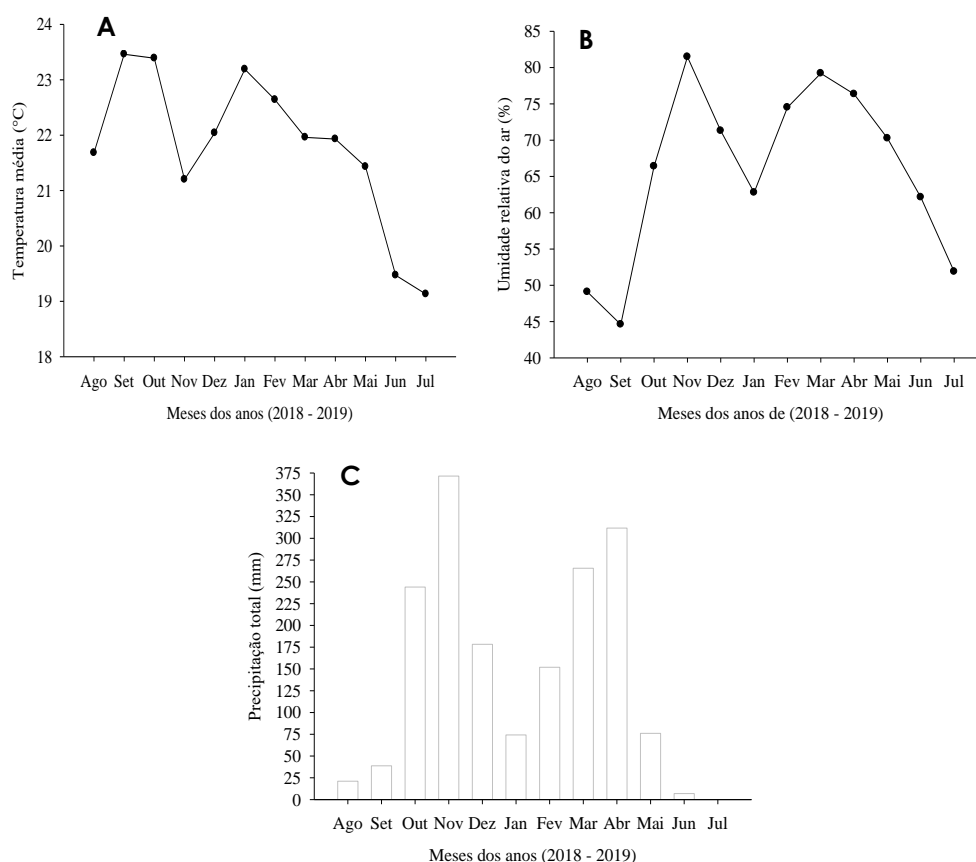 A
Temperatura média (°C)
24
23
22
21
20
19
18
Ago Set Out Nov Dez Jan Fev Mar Abr Mai Jun Jul
Meses dos anos (2018 - 2019)
B
Umidade relativa do ar (%)
85
80
75
70
65
60
55
50
45
40
Ago Set Out Nov Dez Jan Fev Mar Abr Mai Jun Jul
Meses dos anos de (2018 - 2019)
C
Precipitação total (mm)
375
350
325
300
275
250
225
200
175
150
125
100
75
50
25
0
Ago Set Out Nov Dez Jan Fev Mar Abr Mai Jun Jul
Meses dos anos (2018 - 2019)